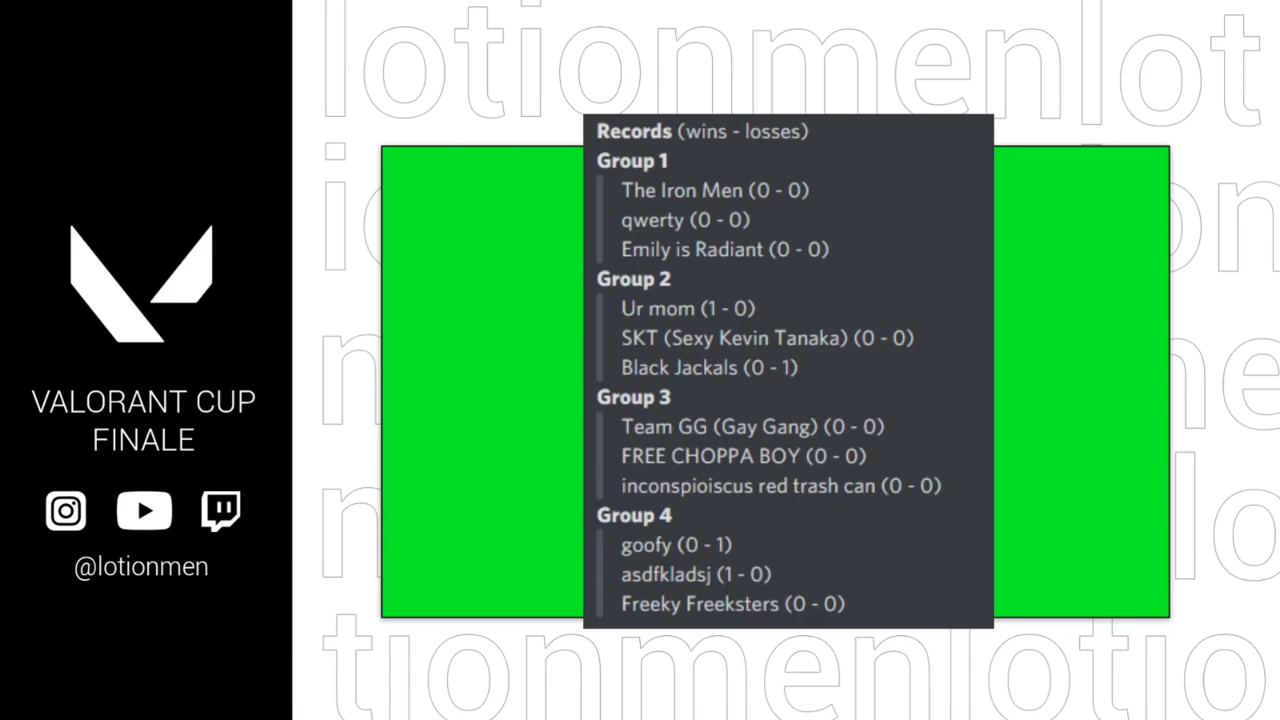 lotionmenlot
VALORANT CUP
FINALE
@lotionmen
Records (wins - losses)
Group 1
The Iron Men (0 - 0)
qwerty (0 - 0)
Emily is Radiant (0 - 0)
Group 2
Ur mom (1 - 0)
SKT (Sexy Kevin Tanaka) (0 - 0)
Black Jackals (0 - 1)
Group 3
Team GG (Gay Gang) (0 - 0)
FREE CHOPPA BOY (0 - 0)
inconspioiscus red trash can (0 - 0)
Group 4
goofy (0 - 1)
asdfkladsj (1 - 0)
Freeky Freeksters (0 - 0)
tionmenlotio